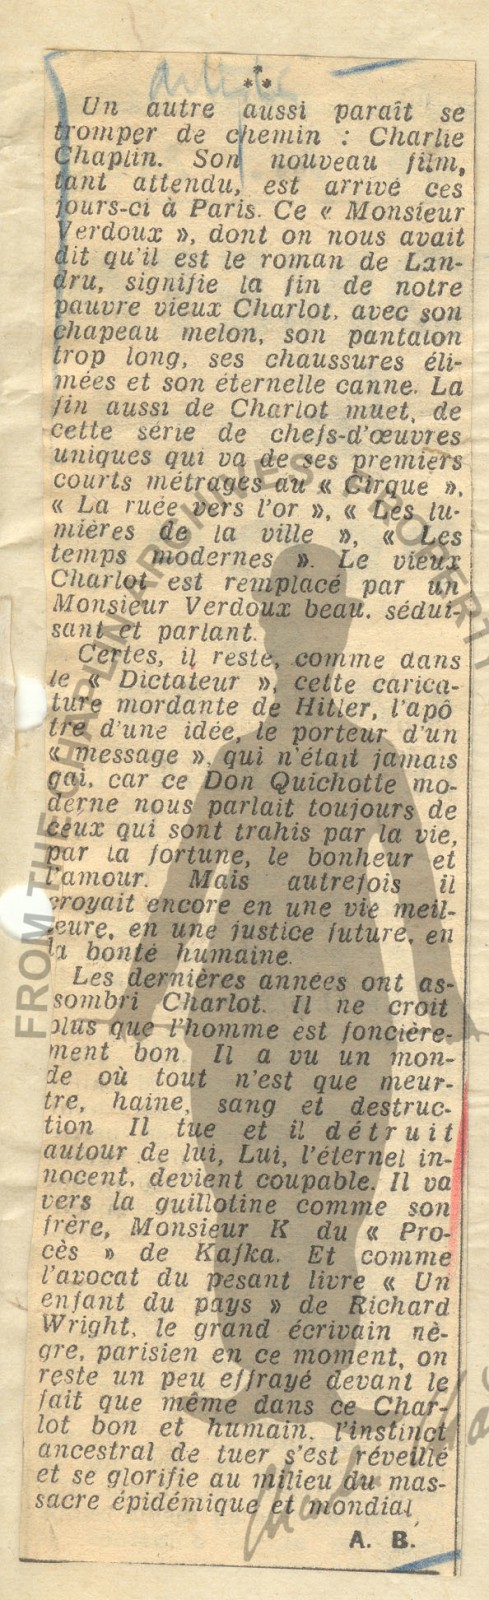 article
Un autre aussi paraît se
tromper de chemin : Charlie
Chaplin. Son nouveau film,
tant attendu, est arrivé ces
jours-ci à Paris. Ce « Monsieur
Verdoux », dont on nous avait
dit qu'il est le roman de Lan-
dru, signifie la fin de notre
pauvre vieux Charlot, avec son
chapeau melon, son pantalon
trop long, ses chaussures éli-
mées et son éternelle canne. La
fin aussi de Charlot muet, de
cette série de chefs-d'œuvres
uniques qui va de ses premiers
courts métrages au « Cirque »,
« La ruée vers l'or », « Les lu-
mières de la ville », « Les
temps modernes ». Le vieux
Charlot est remplacé par un
Monsieur Verdoux beau, sédui-
sant et parlant.
Certes, il reste, comme dans
le « Dictateur », cette carica-
ture mordante de Hitler, l'apô
tre d'une idée, le porteur d'un
« message », qui n'était jamais
gai, car ce Don Quichotte mo-
derne nous parlait toujours de
ceux qui sont trahis par la vie,
par la fortune, le bonheur et
l'amour. Mais autrefois il
croyait encore en une vie meil-
leure, en une justice future, en
la bonté humaine.
Les dernières années ont as-
sombri Charlot. Il ne croit
plus que l'homme est foncière-
ment bon. Il a vu un mon-
de où tout n'est que meur-
tre, haine, sang et destruc-
tion Il tue et il détruit
autour de lui, Lui, l'éternel in-
nocent, devient coupable. Il va
vers la guillotine comme son
frère, Monsieur K du « Pro-
cès » de Kafka. Et comme
l'avocat du pesant livre « Un
enfant du pays » de Richard
Wright, le grand écrivain nè-
gre, parisien en ce moment, on
reste un peu effrayé devant le
fait que même dans ce Char-
lot bon et humain, l'instinct
ancestral de tuer s'est réveillé
et se glorifie au milieu du mas-
sacre épidémique et mondial
A. B.
FROM THE CHAPLIN ARCHIVES